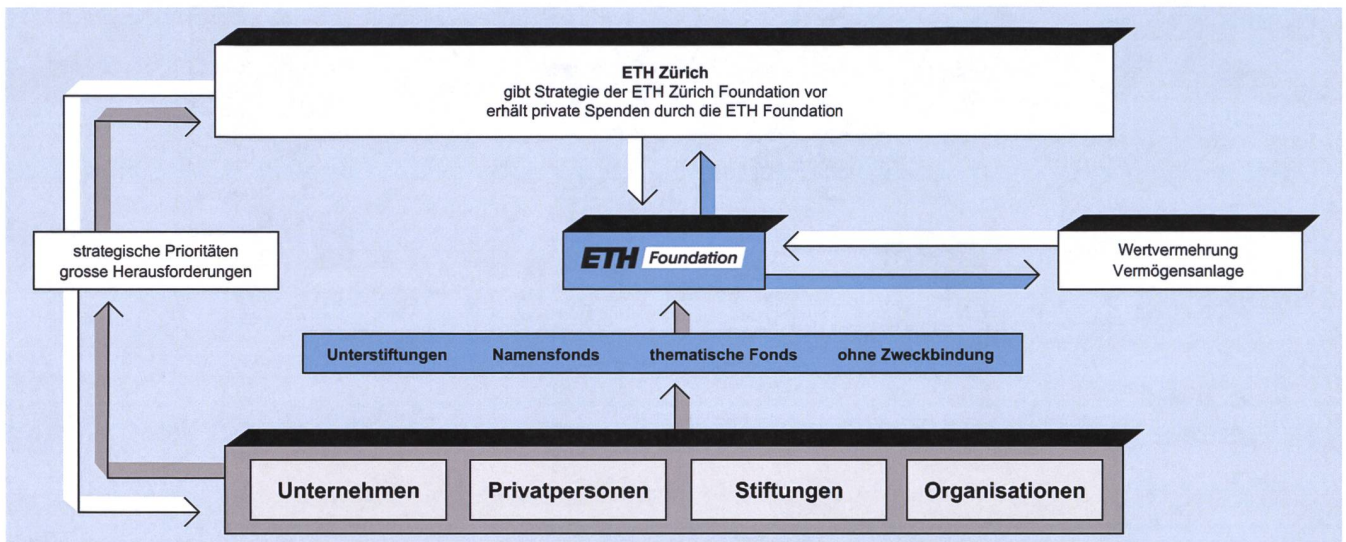 ETH Zürich
gibt Strategie der ETH Zürich Foundation vor
erhält private Spenden durch die ETH Foundation
strategische Prioritäten
grosse Herausforderungen
ETH Foundation
Wertvermehrung
Vermögensanlage
Unterstiftungen Namensfonds thematische Fonds ohne Zweckbindung
Unternehmen Privatpersonen Stiftungen Organisationen